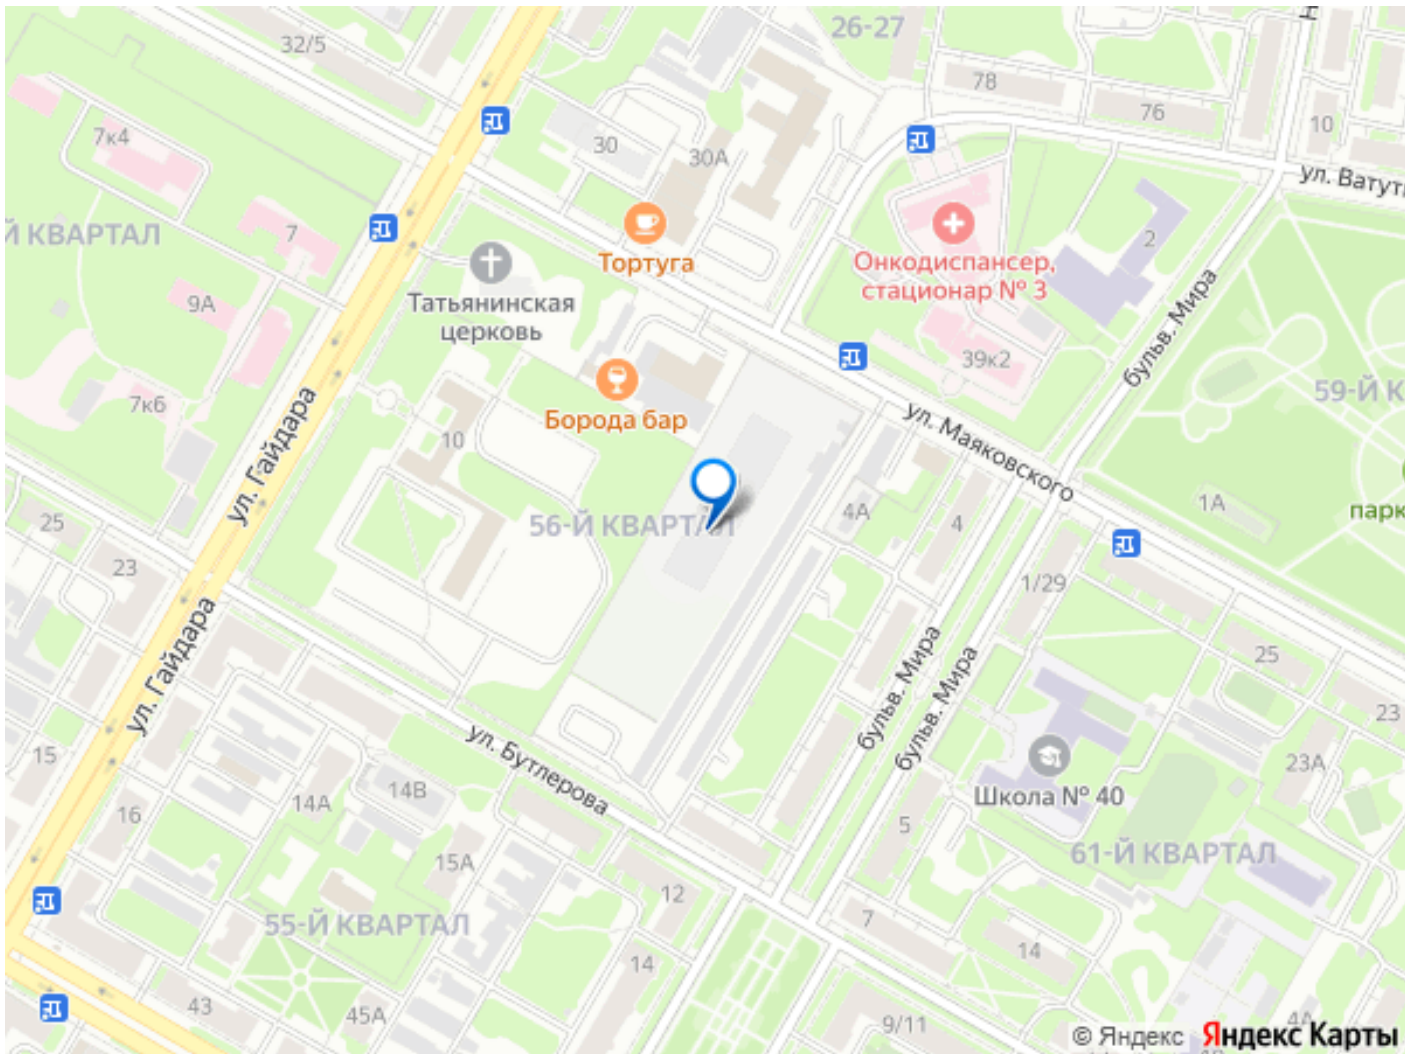 26-27
32/5
78
76
10
7к4
30
30А
ул. Ватут
Й КВАРТАЛ
7
2
Тортуга
Онкодиспансер,
стационар № 3
Татьянинская
церковь
9А
бульв. Мира
39к2
59-Й К
7к6
Борода бар
ул. Маяковского
10
ул. Гайдара
1А
парк
25
56-Й КВАРТАЛ
4А
4
23
1/29
ул. Гайдара
бульв. Мира
бульв. Мира
25
23
15
ул. Бутлерова
23А
14А
14В
Школа № 40
16
5
15А
61-Й КВАРТАЛ
12
55-Й КВАРТАЛ
7
14
14
43
45А
9/11
4А
© Яндекс Яндекс Карты